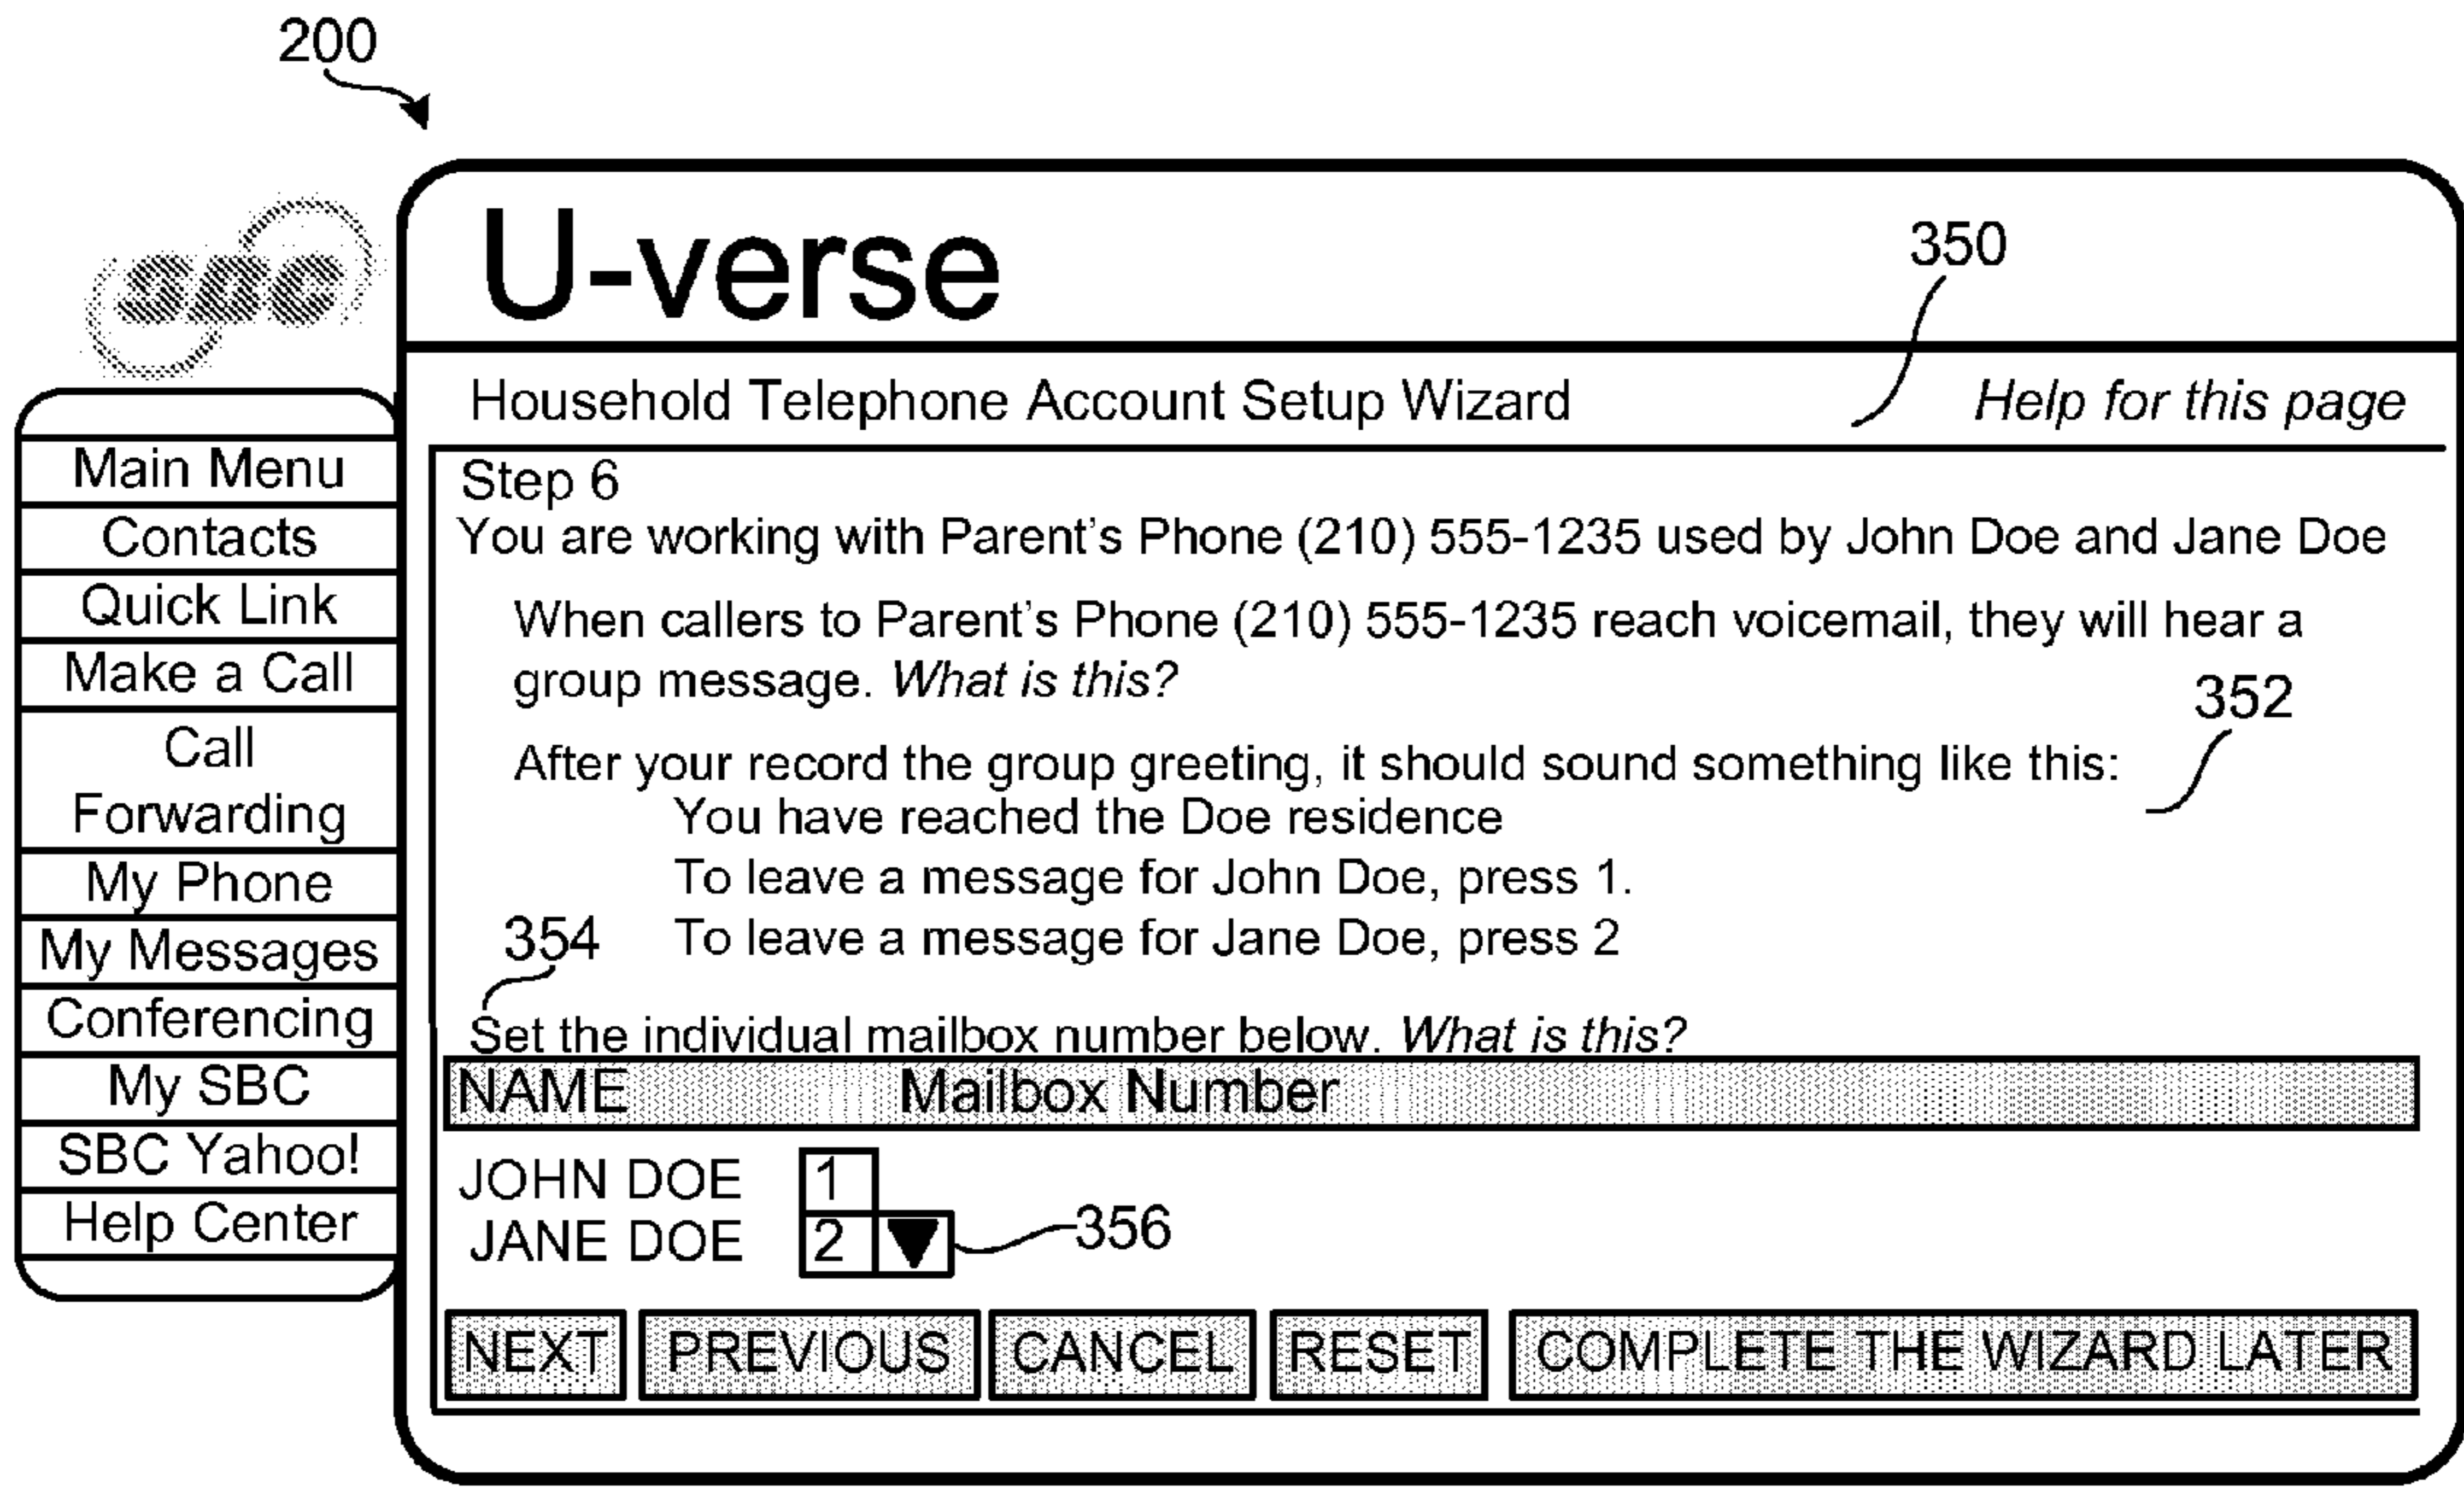 200
SBC
U-verse
350
Household Telephone Account Setup Wizard
Help for this page
Main Menu
Contacts
Quick Link
Make a Call
Call
Forwarding
My Phone
My Messages
Conferencing
My SBC
SBC Yahoo!
Help Center
Step 6
You are working with Parent's Phone (210) 555-1235 used by John Doe and Jane Doe
When callers to Parent's Phone (210) 555-1235 reach voicemail, they will hear a
group message. What is this?
352
After your record the group greeting, it should sound something like this:
You have reached the Doe residence
To leave a message for John Doe, press 1.
To leave a message for Jane Doe, press 2
354
Set the individual mailbox number below. What is this?
NAME Mailbox Number
JOHN DOE 1
JANE DOE 2
356
NEXT PREVIOUS CANCEL RESET COMPLETE THE WIZARD LATER